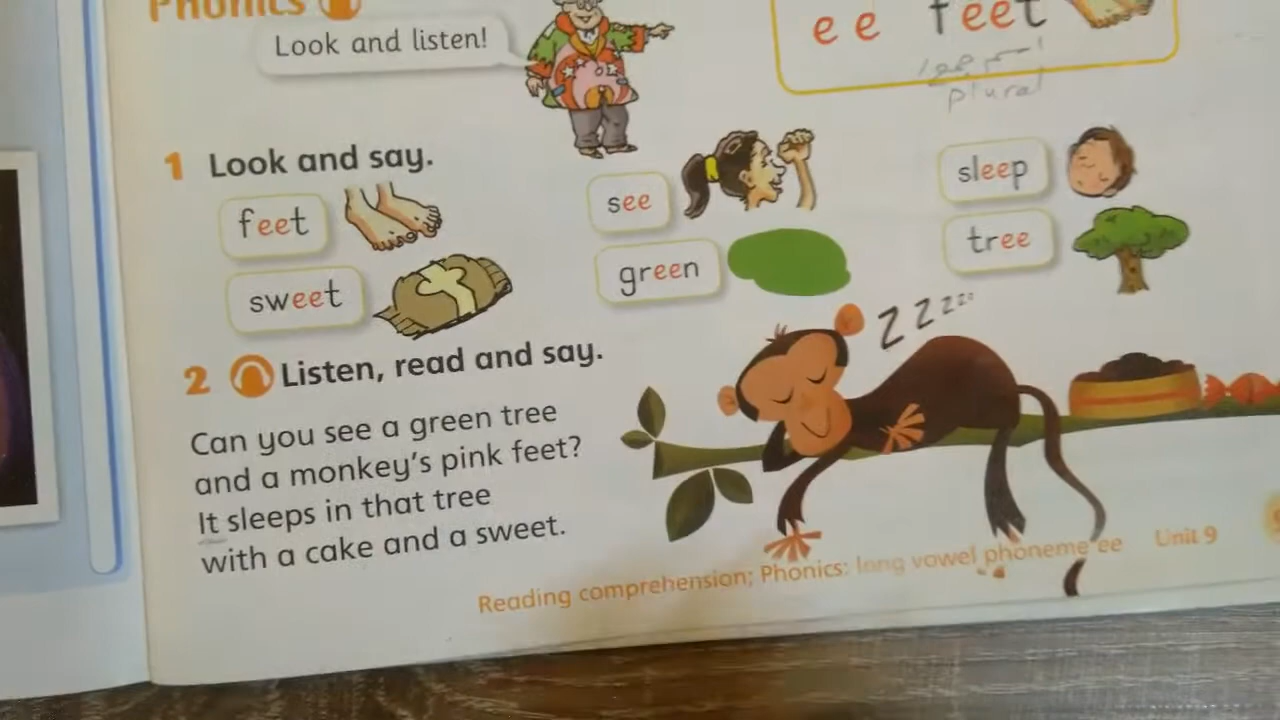 Phonics
Look and listen!
ee feet
plural
1 Look and say.
feet
see
sleep
sweet
green
tree
zzzzz
2 Listen, read and say.
Can you see a green tree
and a monkey's pink feet?
It sleeps in that tree
with a cake and a sweet.
Reading comprehension; Phonics: long vowel phoneme ee Unit 9